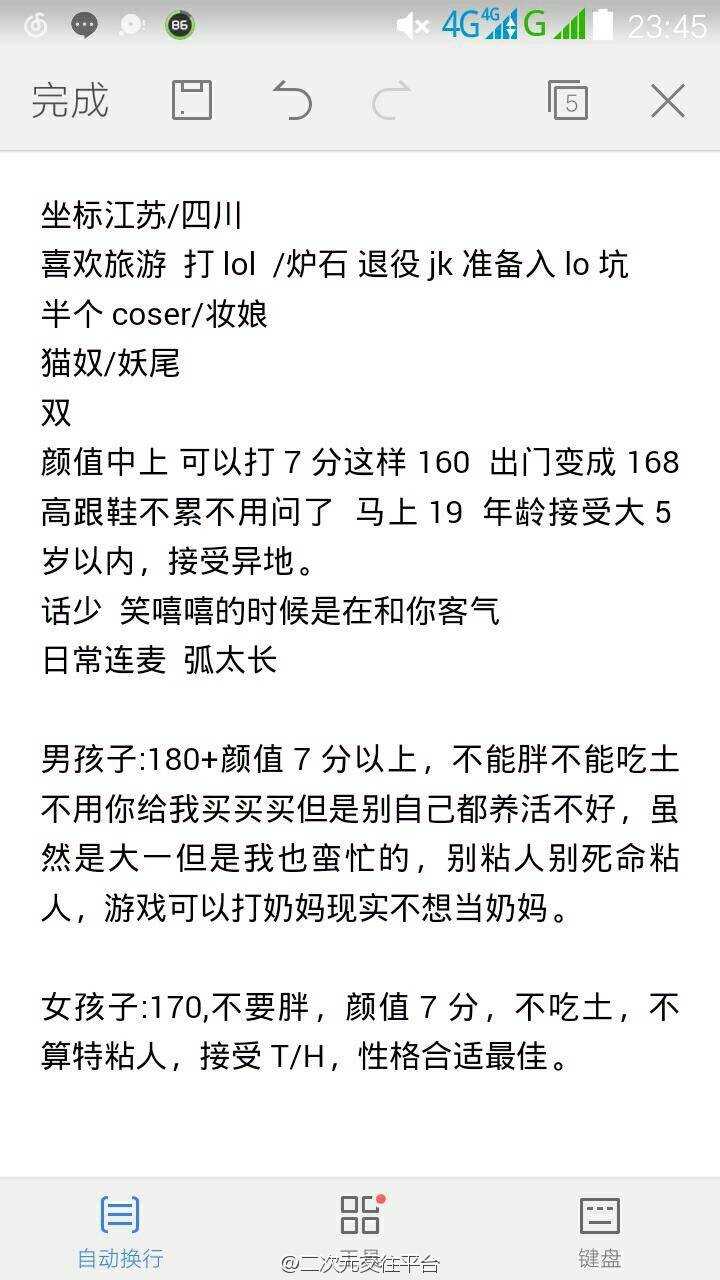 86
4G 4G G 23:45
完成 5
坐标江苏/四川
喜欢旅游 打 lol /炉石 退役 jk 准备入 lo 坑
半个 coser/妆娘
猫奴/妖尾
双
颜值中上 可以打 7 分这样 160 出门变成 168
高跟鞋不累不用问了 马上 19 年龄接受大 5
岁以内，接受异地。
话少 笑嘻嘻的时候是在和你客气
日常连麦 弧太长
男孩子:180+颜值 7 分以上，不能胖不能吃土
不用你给我买买买但是别自己都养活不好，虽
然是大一但是我也蛮忙的，别粘人别死命粘
人，游戏可以打奶妈现实不想当奶妈。
女孩子:170,不要胖，颜值 7 分，不吃土，不
算特粘人，接受 T/H，性格合适最佳。
自动换行 工具 键盘
@二次元交往平台